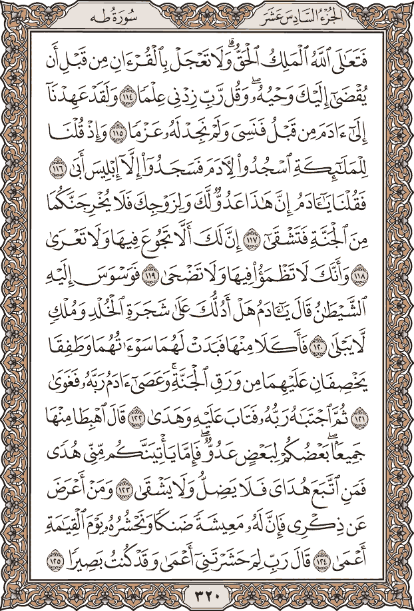 الجزء السادس عشر
سورة طه
فَتَعَٰلَى ٱللَّهُ ٱلْمَلِكُ ٱلْحَقُّ ۗ وَلَا تَعْجَلْ بِٱلْقُرْءَانِ مِن قَبْلِ أَن
يُقْضَىٰٓ إِلَيْكَ وَحْيُهُۥ ۖ وَقُل رَّبِّ زِدْنِى عِلْمًا ١١٤ وَلَقَدْ عَهِدْنَآ
إِلَىٰٓ ءَادَمَ مِن قَبْلُ فَنَسِىَ وَلَمْ نَجِدْ لَهُۥ عَزْمًا ١١٥ وَإِذْ قُلْنَا
لِلْمَلَٰٓئِكَةِ ٱسْجُدُوا۟ لِءَادَمَ فَسَجَدُوٓا۟ إِلَّآ إِبْلِيسَ أَبَىٰ ١١٦
فَقُلْنَا يَٰٓـَٔادَمُ إِنَّ هَٰذَا عَدُوٌّ لَّكَ وَلِزَوْجِكَ فَلَا يُخْرِجَنَّكُمَا
مِنَ ٱلْجَنَّةِ فَتَشْقَىٰٓ ١١٧ إِنَّ لَكَ أَلَّا تَجُوعَ فِيهَا وَلَا تَعْرَىٰ
١١٨ وَأَنَّكَ لَا تَظْمَؤُا۟ فِيهَا وَلَا تَضْحَىٰ ١١٩ فَوَسْوَسَ إِلَيْهِ
ٱلشَّيْطَٰنُ قَالَ يَٰٓـَٔادَمُ هَلْ أَدُلُّكَ عَلَىٰ شَجَرَةِ ٱلْخُلْدِ وَمُلْكٍ
لَّا يَبْلَىٰ ١٢٠ فَأَكَلَا مِنْهَا فَبَدَتْ لَهُمَا سَوْءَٰتُهُمَا وَطَفِقَا
يَخْصِفَانِ عَلَيْهِمَا مِن وَرَقِ ٱلْجَنَّةِ ۚ وَعَصَىٰٓ ءَادَمُ رَبَّهُۥ فَغَوَىٰ
١٢١ ثُمَّ ٱجْتَبَٰهُ رَبُّهُۥ فَتَابَ عَلَيْهِ وَهَدَىٰ ١٢٢ قَالَ ٱهْبِطَا مِنْهَا
جَمِيعًۢا ۖ بَعْضُكُمْ لِبَعْضٍ عَدُوٌّ ۖ فَإِمَّا يَأْتِيَنَّكُم مِّنِّى هُدًى
فَمَنِ ٱتَّبَعَ هُدَاىَ فَلَا يَضِلُّ وَلَا يَشْقَىٰ ١٢٣ وَمَنْ أَعْرَضَ
عَن ذِكْرِى فَإِنَّ لَهُۥ مَعِيشَةً ضَنكًا وَنَحْشُرُهُۥ يَوْمَ ٱلْقِيَٰمَةِ
أَعْمَىٰ ١٢٤ قَالَ رَبِّ لِمَ حَشَرْتَنِىٓ أَعْمَىٰ وَقَدْ كُنتُ بَصِيرًا ١٢٥
٣٢٠